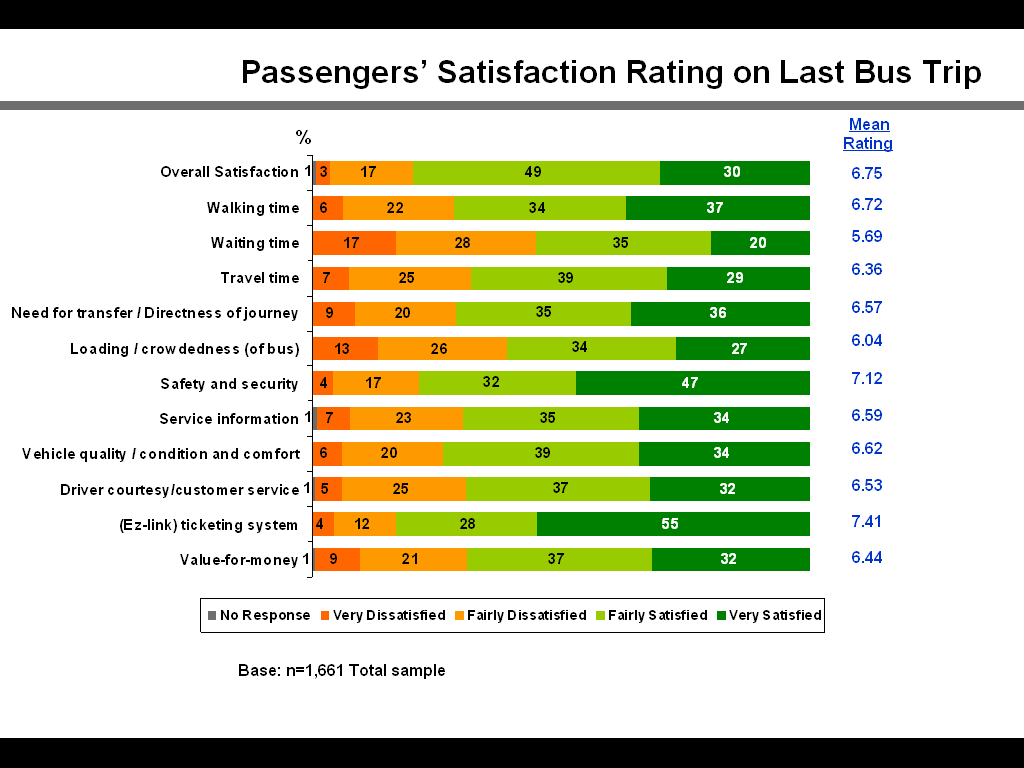 Passengers’ Satisfaction Rating on Last Bus Trip
%
Mean
Rating
Overall Satisfaction 1 3 17 49 30 6.75
Walking time 6 22 34 37 6.72
Waiting time 17 28 35 20 5.69
Travel time 7 25 39 29 6.36
Need for transfer / Directness of journey 9 20 35 36 6.57
Loading / crowdedness (of bus) 13 26 34 27 6.04
Safety and security 4 17 32 47 7.12
Service information 1 7 23 35 34 6.59
Vehicle quality / condition and comfort 6 20 39 34 6.62
Driver courtesy/customer service 1 5 25 37 32 6.53
(Ez-link) ticketing system 4 12 28 55 7.41
Value-for-money 1 9 21 37 32 6.44
No Response Very Dissatisfied Fairly Dissatisfied Fairly Satisfied Very Satisfied
Base: n=1,661 Total sample